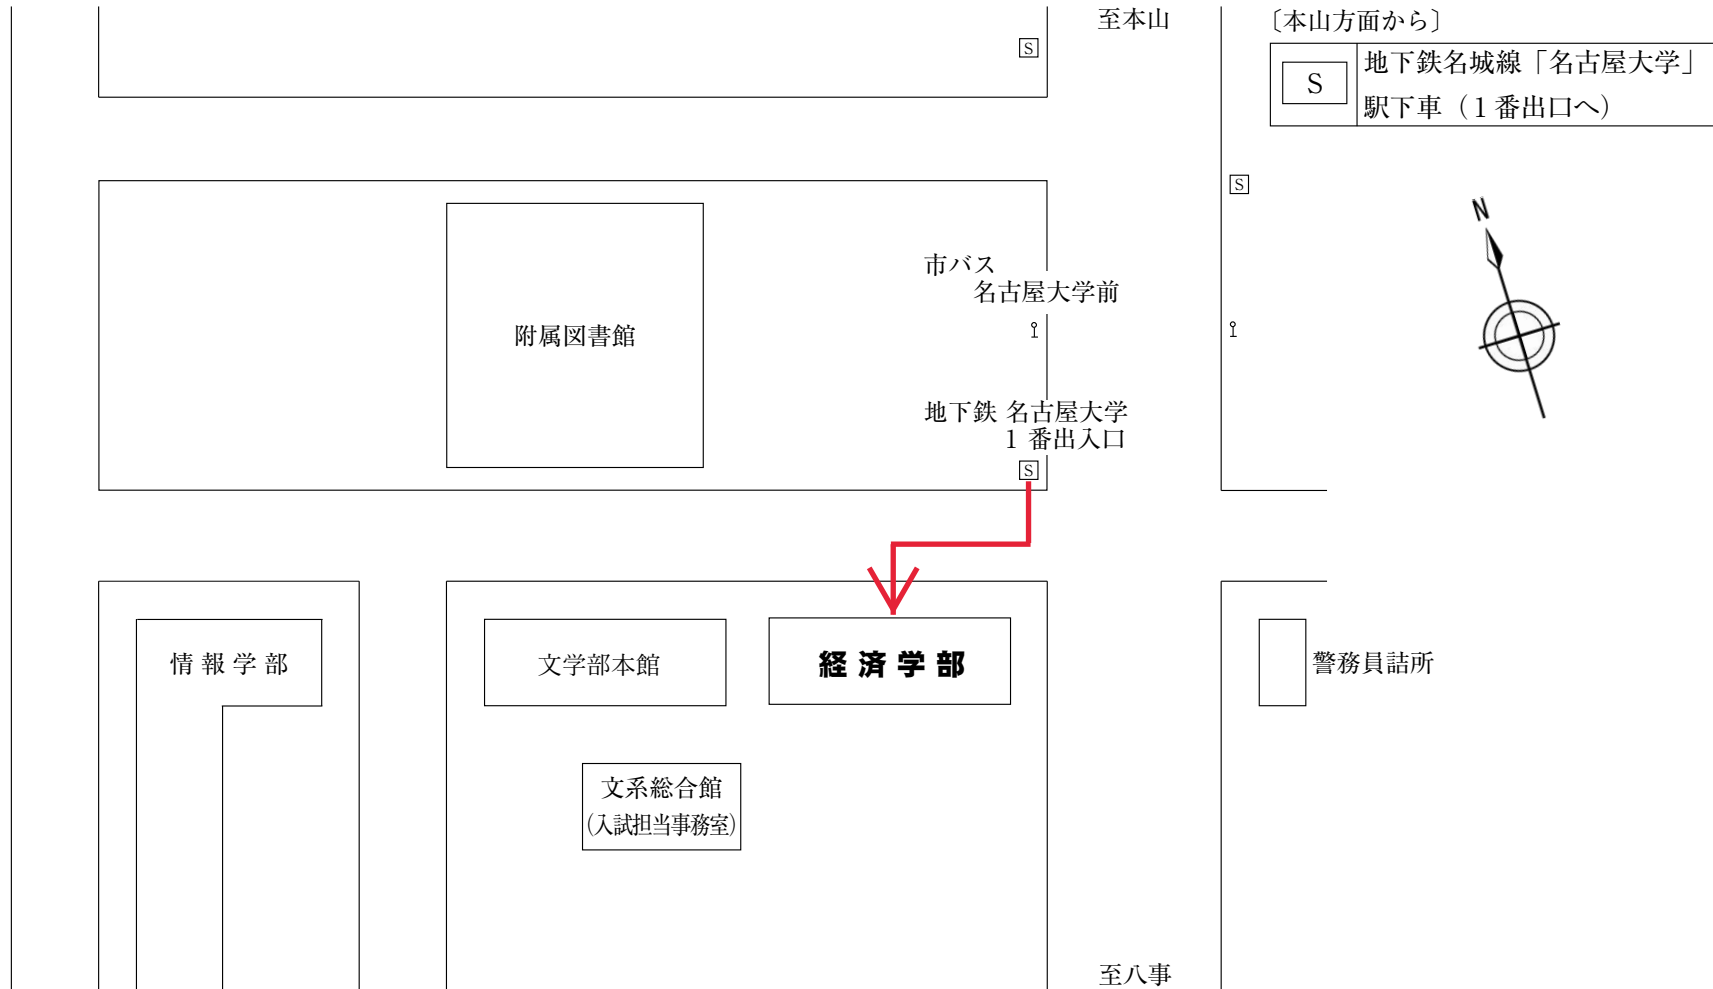 至本山
〔本山方面から〕
S
S
地下鉄名城線「名古屋大学」
駅下車（１番出口へ）
S
N
市バス
名古屋大学前
附属図書館
地下鉄 名古屋大学
１ 番出入口
S
情報学部
文学部本館
経済学部
警務員詰所
文系総合館
（入試担当事務室）
至八事